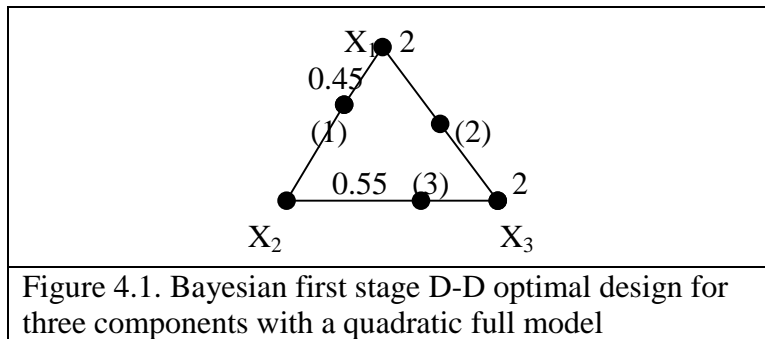 X₁ 2
0.45
(1) (2)
0.55 (3) 2
X₂ X₃
Figure 4.1. Bayesian first stage D-D optimal design for
three components with a quadratic full model